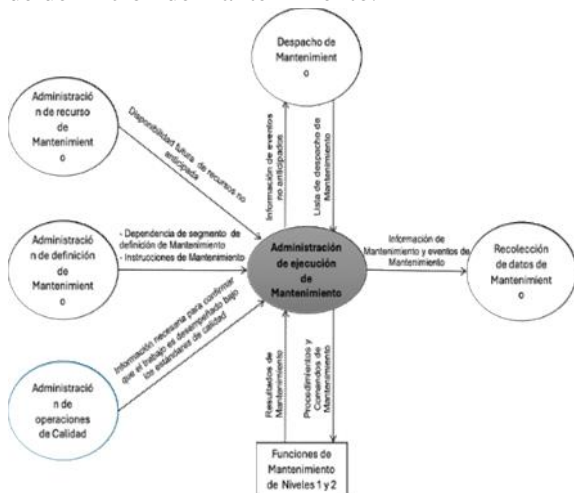 Despacho de
Mantenimient
o
Administració
n de recurso
de
Mantenimient
o
Disponibilidad futura de recursos no
anticipada
Información de eventos
no anticipados
Lista de despacho de
Mantenimiento
- Dependencia de segmento de
definición de Mantenimiento
- Instrucciones de Mantenimiento
Administració
n de definición
de
Mantenimient
o
Administración
de ejecución
de
Mantenimiento
Información de
Mantenimiento y eventos de
Mantenimiento
Recolección
de datos de
Mantenimient
o
Información necesaria para confirmar
que el trabajo es desempeñado bajo
los estándares de calidad
Administració
n de
operaciones
de Calidad
Resultados de
Mantenimiento
Procedimientos y
Comandos de
Mantenimiento
Funciones de
Mantenimiento
de Niveles 1 y 2